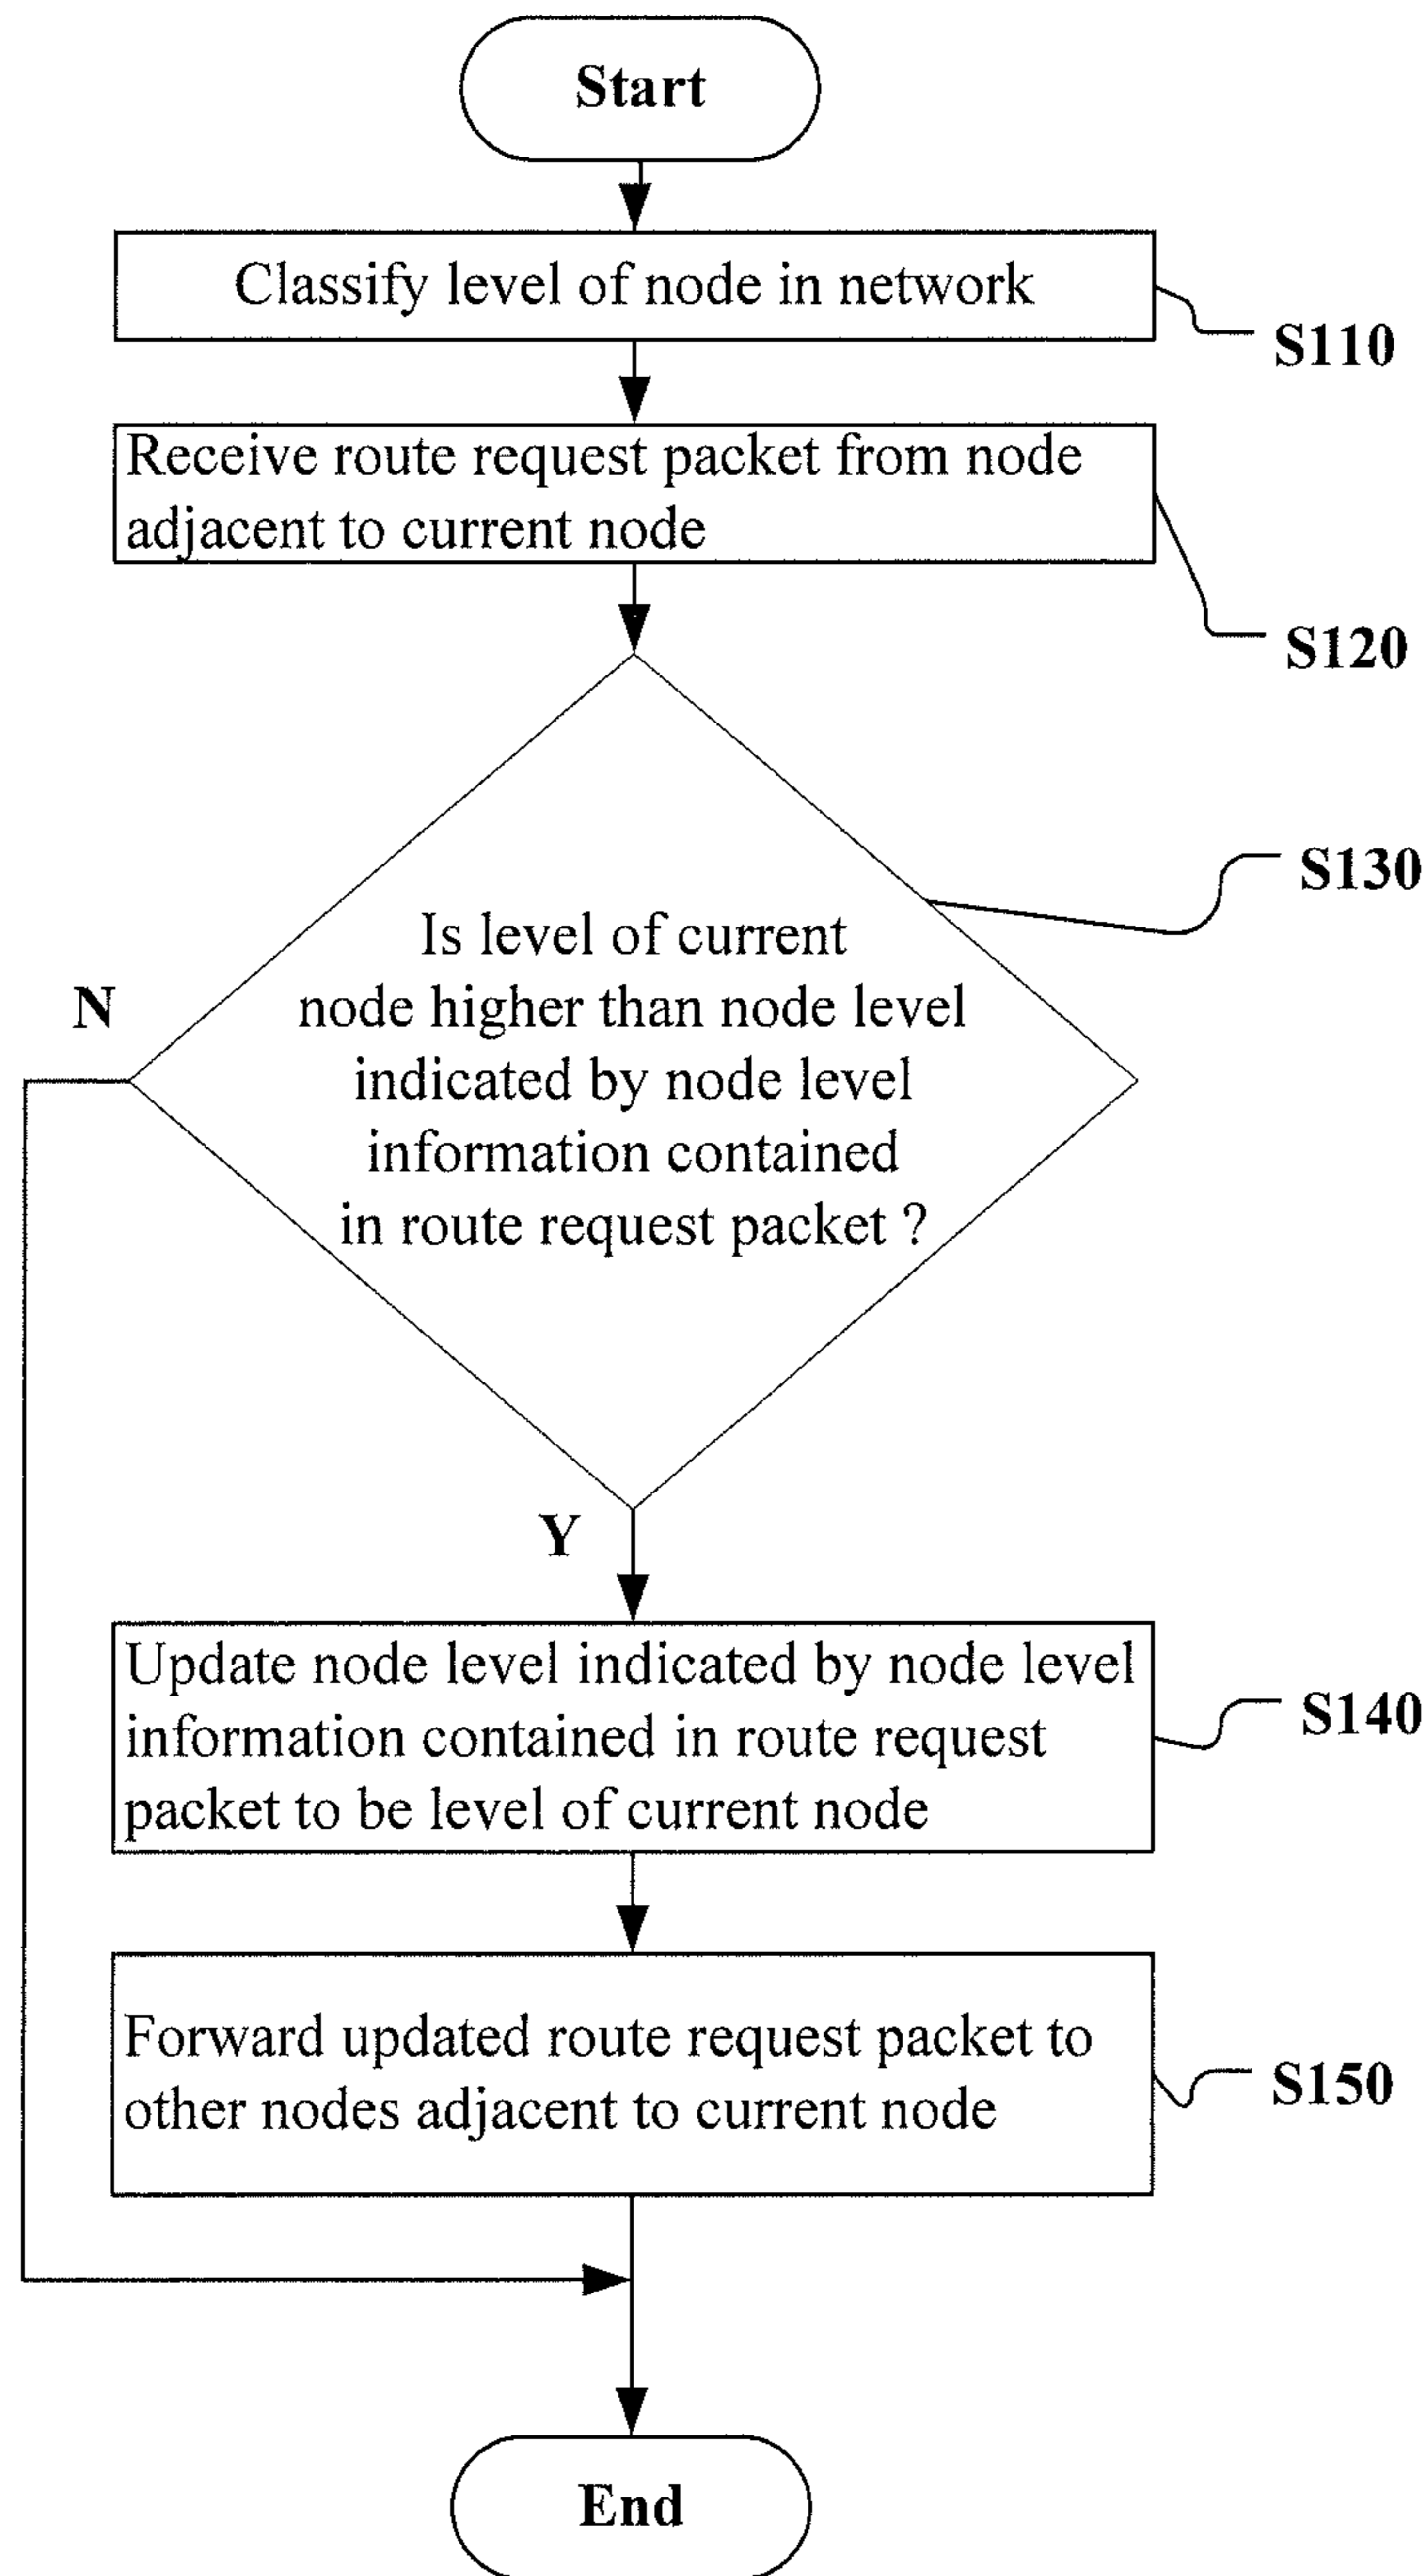 Start
Classify level of node in network
S110
Receive route request packet from node
adjacent to current node
S120
S130
Is level of current
node higher than node level
indicated by node level
information contained
in route request packet ?
N
Y
Update node level indicated by node level
information contained in route request
packet to be level of current node
S140
Forward updated route request packet to
other nodes adjacent to current node
S150
End